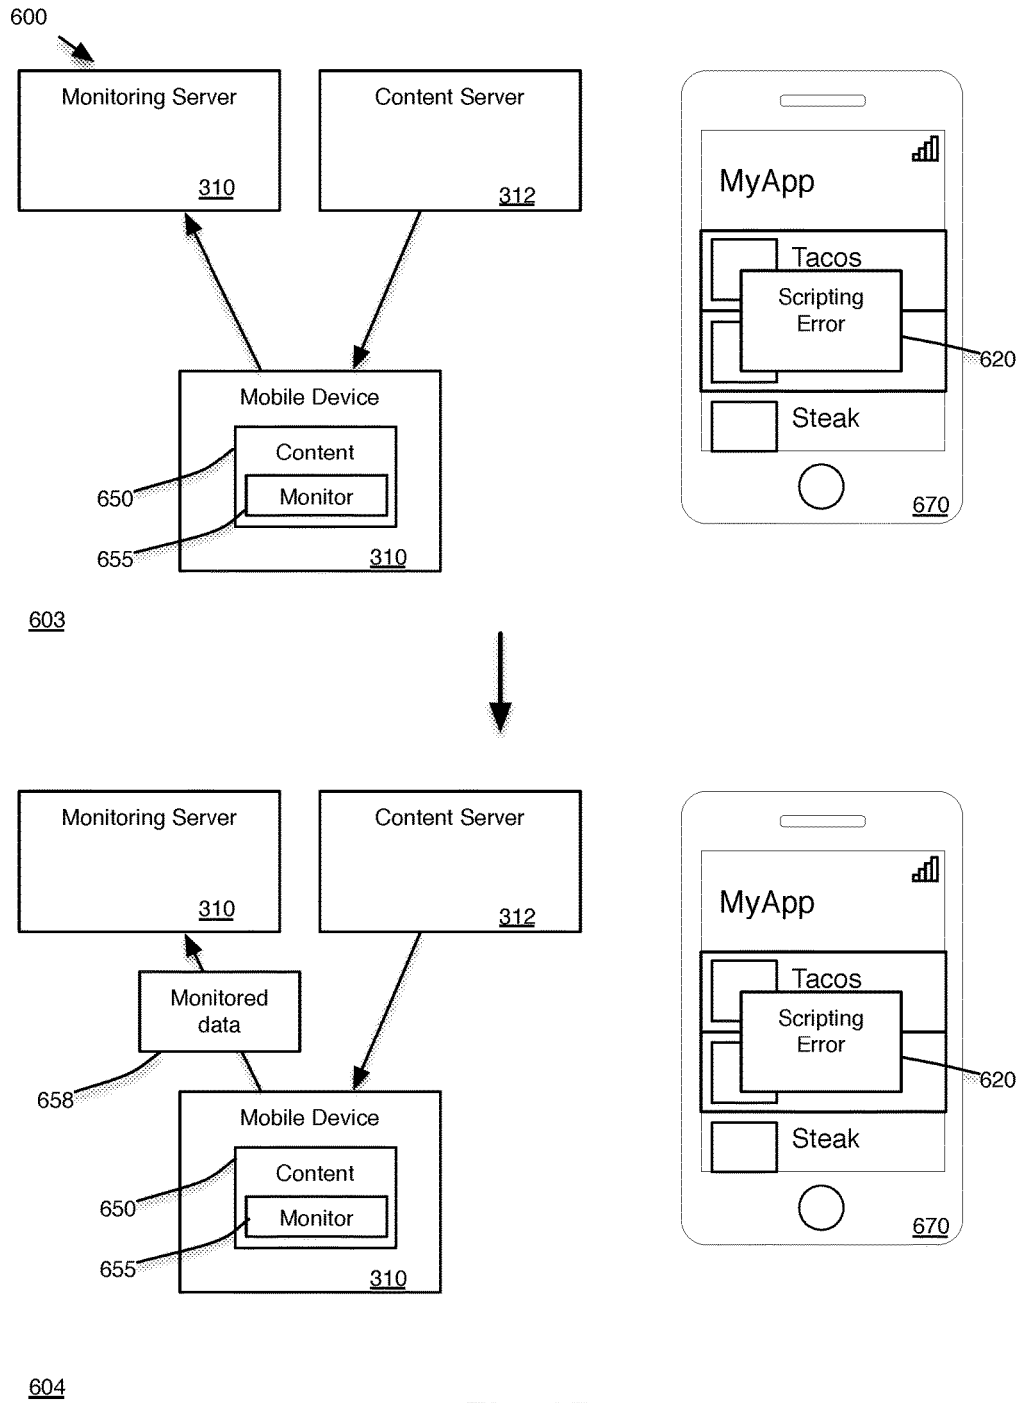 600
Monitoring Server
310
Content Server
312
MyApp
Tacos
Scripting
Error
620
Steak
670
Mobile Device
Content
Monitor
650
655
310
603
Monitoring Server
310
Content Server
312
MyApp
Tacos
Scripting
Error
620
Steak
670
Monitored
data
658
Mobile Device
Content
Monitor
650
655
310
604